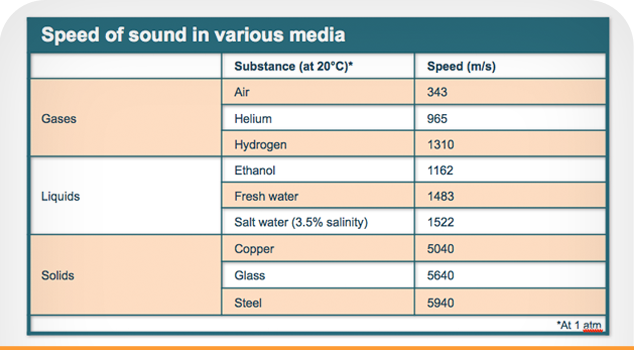 Speed of sound in various media
Substance (at 20°C)* Speed (m/s)
Gases
Air 343
Helium 965
Hydrogen 1310
Liquids
Ethanol 1162
Fresh water 1483
Salt water (3.5% salinity) 1522
Solids
Copper 5040
Glass 5640
Steel 5940
*At 1 atm